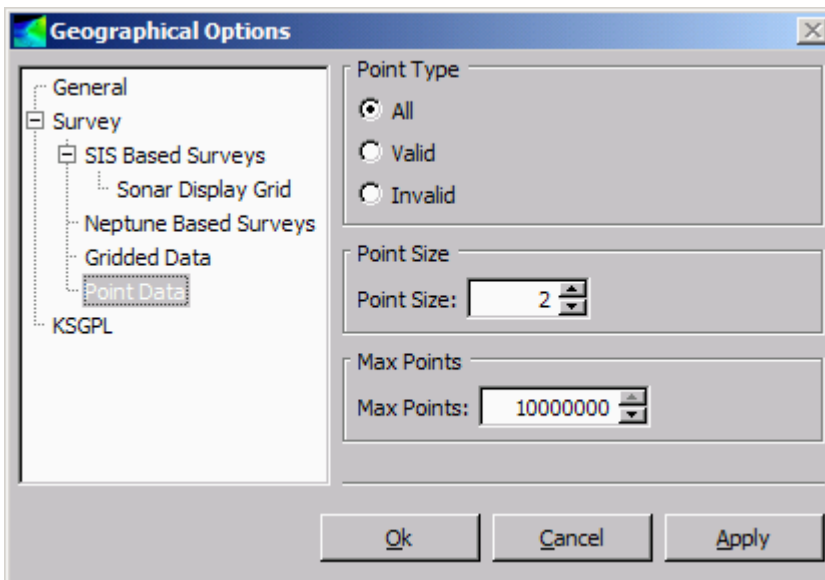 Geographical Options
General
Survey
SIS Based Surveys
Sonar Display Grid
Neptune Based Surveys
Gridded Data
Point Data
KSGPL
Point Type
All
Valid
Invalid
Point Size
Point Size: 2
Max Points
Max Points: 10000000
Ok
Cancel
Apply